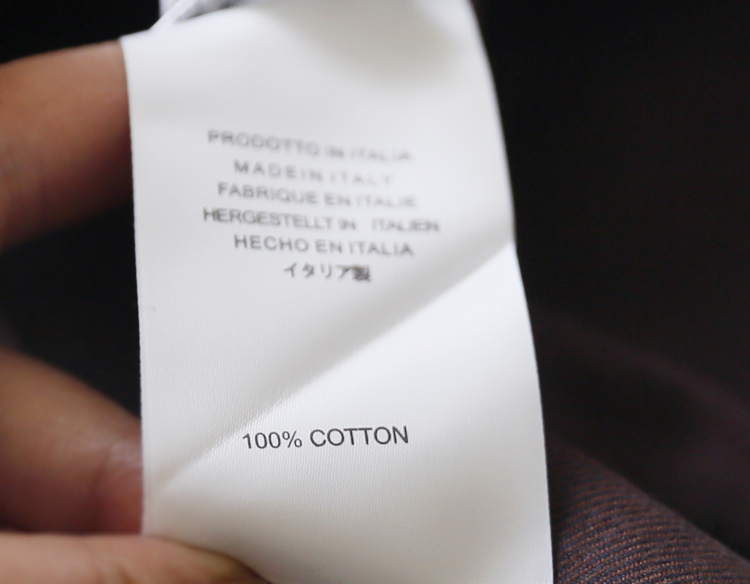 PRODOTTO IN ITALIA
MADE IN ITALY
FABRIQUE EN ITALIE
HERGESTELLT IN ITALIEN
HECHO EN ITALIA
イタリア製
100% COTTON